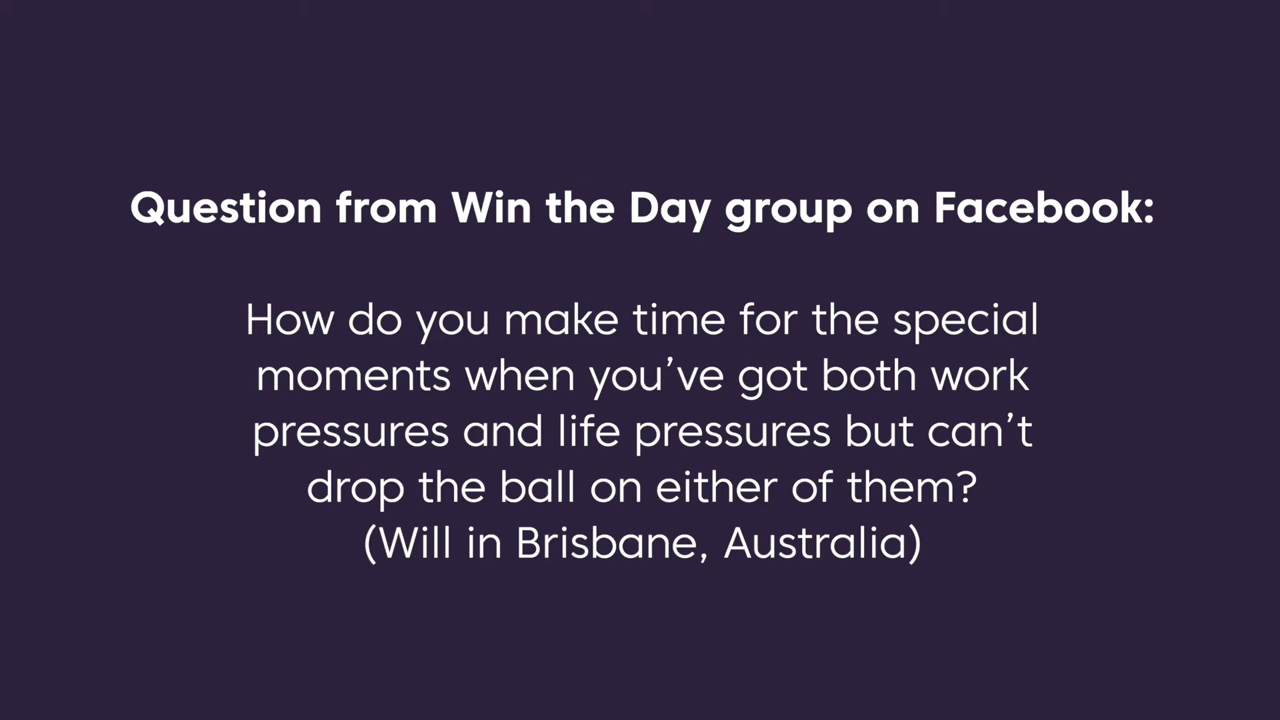 Question from Win the Day group on Facebook:
How do you make time for the special
moments when you’ve got both work
pressures and life pressures but can’t
drop the ball on either of them?
(Will in Brisbane, Australia)